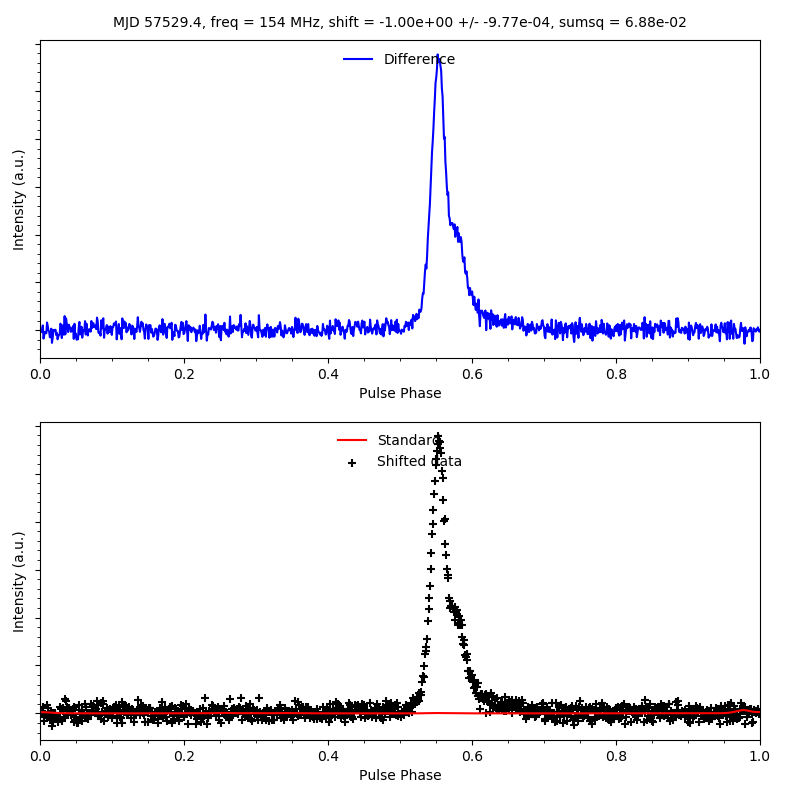 MJD 57529.4, freq = 154 MHz, shift = -1.00e+00 +/- -9.77e-04, sumsq = 6.88e-02
Difference
Intensity (a.u.)
0.0 0.2 0.4 0.6 0.8 1.0
Pulse Phase
Standard
Shifted data
Intensity (a.u.)
0.0 0.2 0.4 0.6 0.8 1.0
Pulse Phase